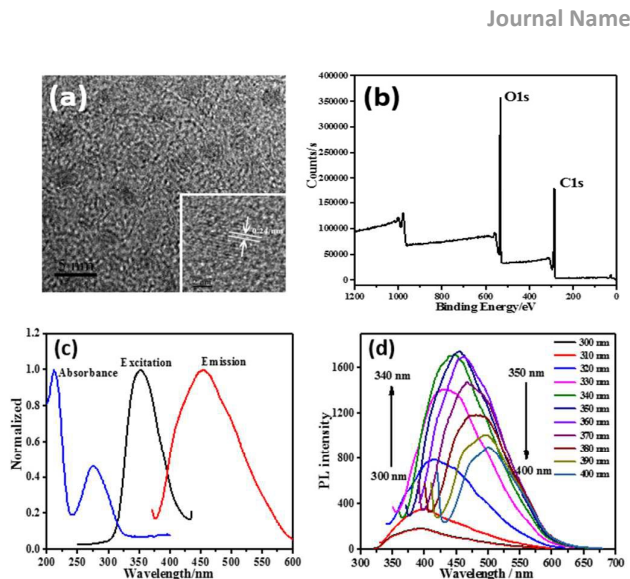 Journal Name
(a)
0.24 nm
5 nm
(b)
400000
350000
300000
250000
200000
150000
100000
50000
0
Counts/s
O1s
C1s
1200 900 600 300 0
Binding Energy/eV
(c)
1.2
1.0
0.8
0.6
0.4
0.2
0.0
Normalized
Absorbance
Excitation
Emission
200 250 300 350 400 450 500 550 600
Wavelength/nm
(d)
1600
1200
800
400
0
PL intensity
340 nm
300 nm
350 nm
400 nm
300 nm
310 nm
320 nm
330 nm
340 nm
350 nm
360 nm
370 nm
380 nm
390 nm
400 nm
300 350 400 450 500 550 600 650 700
Wavelength /nm